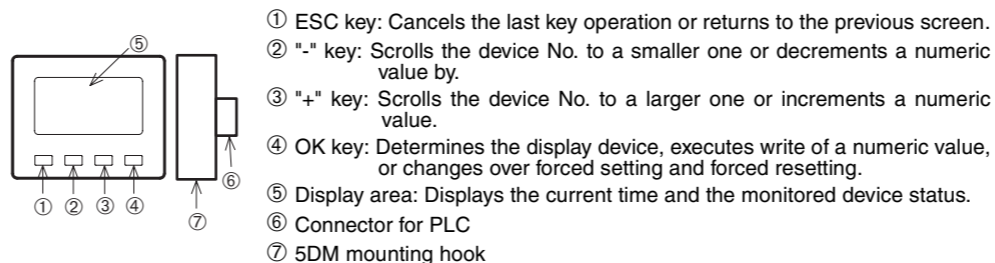 ① ESC key: Cancels the last key operation or returns to the previous screen.
② "-" key: Scrolls the device No. to a smaller one or decrements a numeric
value by.
③ "+" key: Scrolls the device No. to a larger one or increments a numeric
value.
④ OK key: Determines the display device, executes write of a numeric value,
or changes over forced setting and forced resetting.
⑤ Display area: Displays the current time and the monitored device status.
⑥ Connector for PLC
⑦ 5DM mounting hook
⑤
⑥
① ② ③ ④
⑦